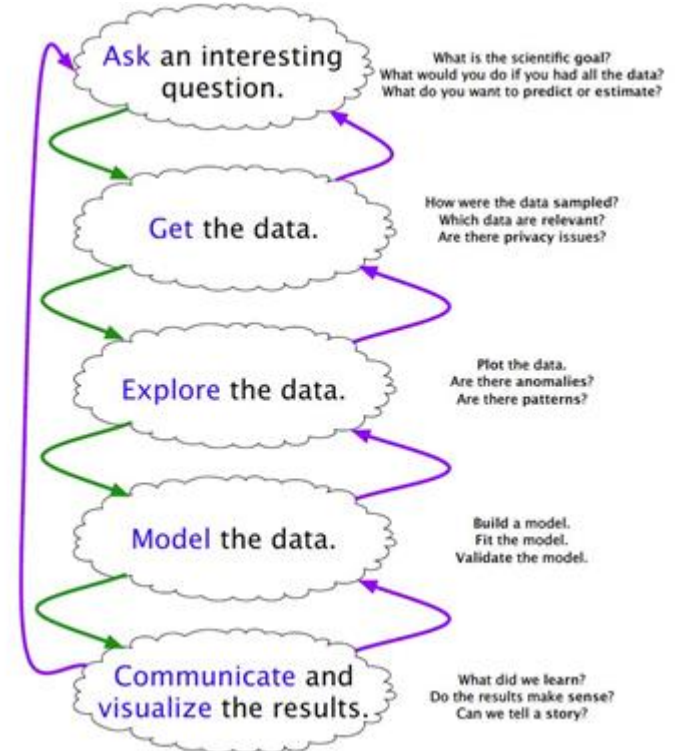 Ask an interesting
question.
What is the scientific goal?
What would you do if you had all the data?
What do you want to predict or estimate?
Get the data.
How were the data sampled?
Which data are relevant?
Are there privacy issues?
Explore the data.
Plot the data.
Are there anomalies?
Are there patterns?
Model the data.
Build a model.
Fit the model.
Validate the model.
Communicate and
visualize the results.
What did we learn?
Do the results make sense?
Can we tell a story?